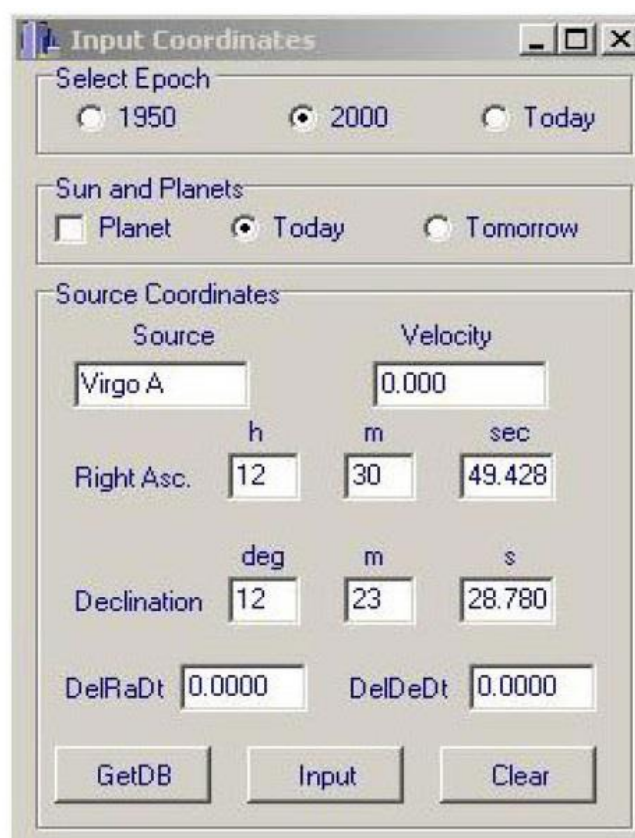 Input Coordinates
Select Epoch
1950 2000 Today
Sun and Planets
Planet Today Tomorrow
Source Coordinates
Source Velocity
Virgo A 0.000
h m sec
Right Asc. 12 30 49.428
deg m s
Declination 12 23 28.780
DelRaDt 0.0000 DelDeDt 0.0000
GetDB Input Clear